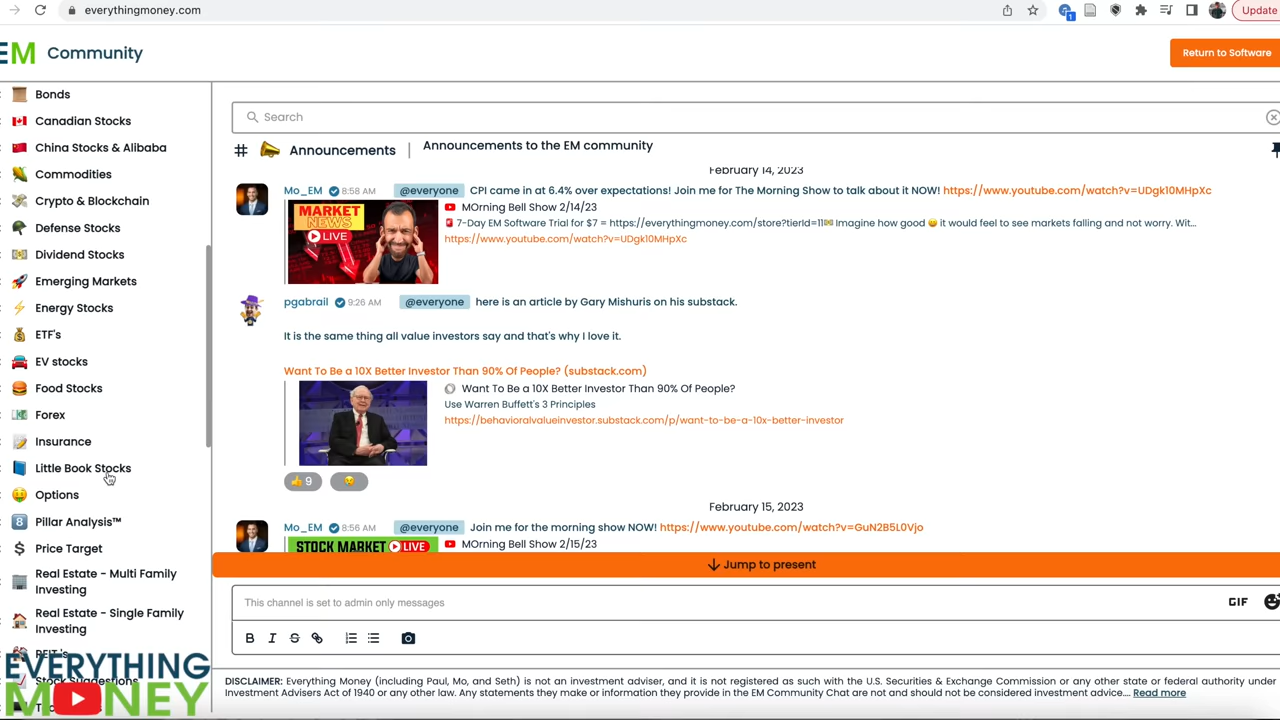 everythingmoney.com
1
Update
EM Community
Return to Software
Bonds
Canadian Stocks
China Stocks & Alibaba
Commodities
Crypto & Blockchain
Defense Stocks
Dividend Stocks
Emerging Markets
Energy Stocks
ETF's
EV stocks
Food Stocks
Forex
Insurance
Little Book Stocks
Options
8 Pillar Analysis™
$ Price Target
Real Estate - Multi Family
Investing
Real Estate - Single Family
Investing
REIT's
Stock Suggestions
EVERYTHING
MONEY
Search
# Announcements | Announcements to the EM community
February 14, 2023
Mo_EM 8:58 AM @everyone CPI came in at 6.4% over expectations! Join me for The Morning Show to talk about it NOW! https://www.youtube.com/watch?v=UDgk10MHpXc
MARKET
NEWS
LIVE
MOrning Bell Show 2/14/23
7-Day EM Software Trial for $7 = https://everythingmoney.com/store?tierId=11 Imagine how good 😀 it would feel to see markets falling and not worry. Wit...
https://www.youtube.com/watch?v=UDgk10MHpXc
pgabrail 9:26 AM @everyone here is an article by Gary Mishuris on his substack.
It is the same thing all value investors say and that's why I love it.
Want To Be a 10X Better Investor Than 90% Of People? (substack.com)
Want To Be a 10X Better Investor Than 90% Of People?
Use Warren Buffett's 3 Principles
https://behavioralvalueinvestor.substack.com/p/want-to-be-a-10x-better-investor
👍 9
February 15, 2023
Mo_EM 8:56 AM @everyone Join me for the morning show NOW! https://www.youtube.com/watch?v=GuN2B5L0Vjo
STOCK MARKET LIVE
MOrning Bell Show 2/15/23
Jump to present
This channel is set to admin only messages
GIF
B I S
DISCLAIMER: Everything Money (including Paul, Mo, and Seth) is not an investment adviser, and it is not registered as such with the U.S. Securities & Exchange Commission or any other state or federal authority under
Investment Advisers Act of 1940 or any other law. Any statements they make or information they provide in the EM Community Chat are not and should not be considered investment advice.... Read more